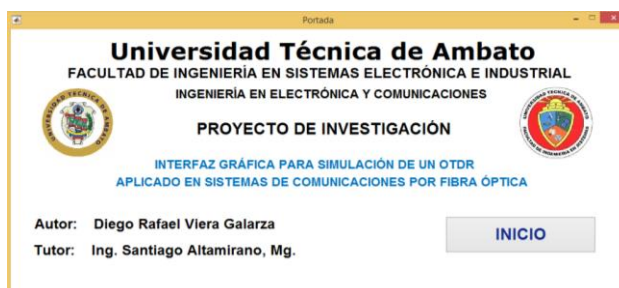 Portada
Universidad Técnica de Ambato
FACULTAD DE INGENIERÍA EN SISTEMAS ELECTRÓNICA E INDUSTRIAL
INGENIERÍA EN ELECTRÓNICA Y COMUNICACIONES
PROYECTO DE INVESTIGACIÓN
INTERFAZ GRÁFICA PARA SIMULACIÓN DE UN OTDR
APLICADO EN SISTEMAS DE COMUNICACIONES POR FIBRA ÓPTICA
Autor: Diego Rafael Viera Galarza
Tutor: Ing. Santiago Altamirano, Mg.
INICIO